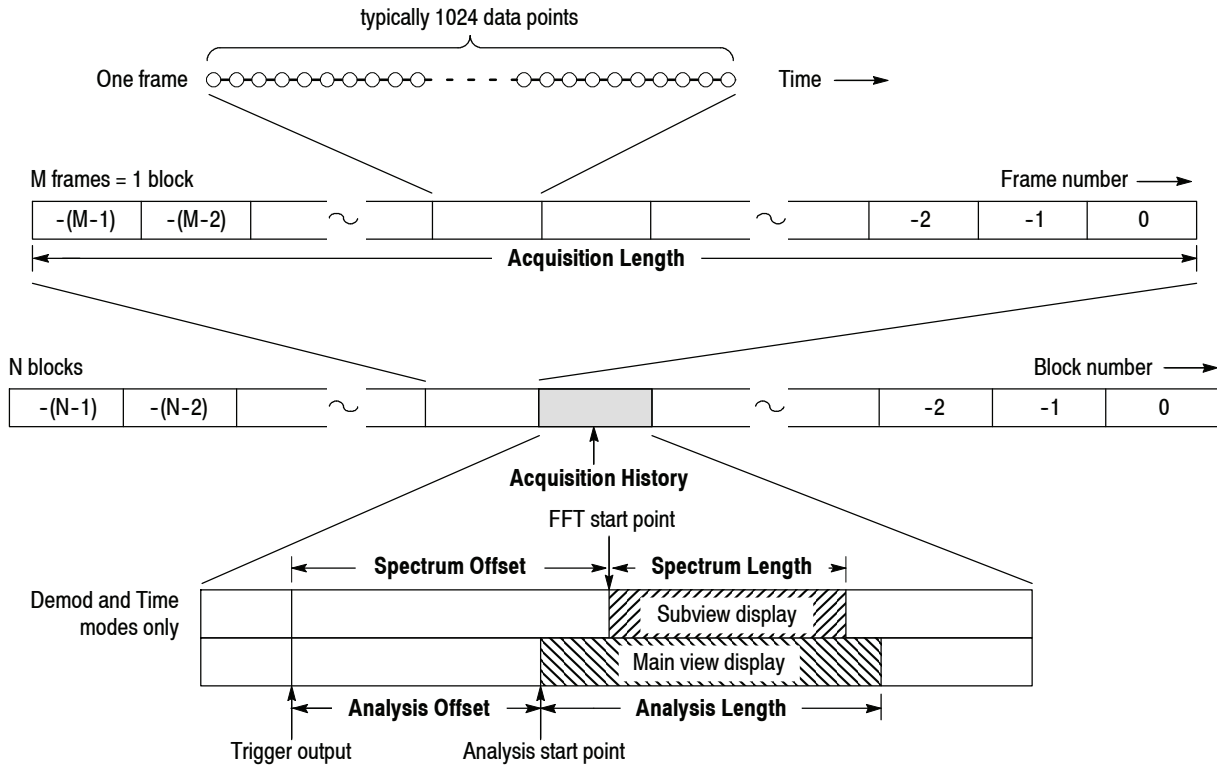 typically 1024 data points
One frame
Time
M frames = 1 block
Frame number
-(M-1) -(M-2) -2 -1 0
Acquisition Length
N blocks
Block number
-(N-1) -(N-2) -2 -1 0
Acquisition History
FFT start point
Spectrum Offset Spectrum Length
Demod and Time
modes only
Subview display
Main view display
Analysis Offset Analysis Length
Trigger output Analysis start point